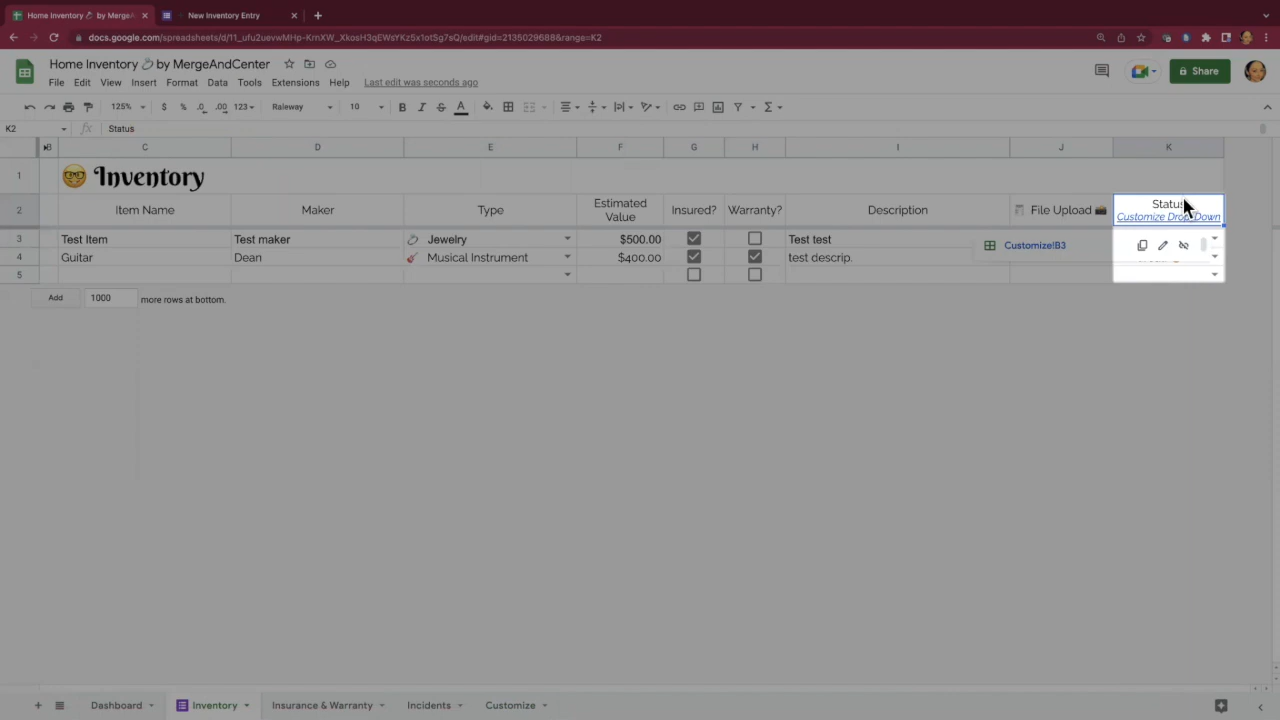 Home Inventory 💍 by MergeA
New Inventory Entry
docs.google.com/spreadsheets/d/11_ufu2uevwMHp-KrnXW_XkosH3qEWsYKz5x1otSg7sQ/edit#gid=2135029688&range=K2
Home Inventory 💍 by MergeAndCenter
File Edit View Insert Format Data Tools Extensions Help Last edit was seconds ago
Share
125% $ % .0 .00 123 Raleway 10 B I S A
K2 fx Status
B C D E F G H I J K
1 🤓 Inventory
2 Item Name Maker Type Estimated Value Insured? Warranty? Description File Upload 📸 Status
Customize Drop Down
3 Test Item Test maker 💍 Jewelry $500.00 Test test
Customize!B3
4 Guitar Dean 🎸 Musical Instrument $400.00 test descrip.
5
Add 1000 more rows at bottom.
Dashboard Inventory Insurance & Warranty Incidents Customize